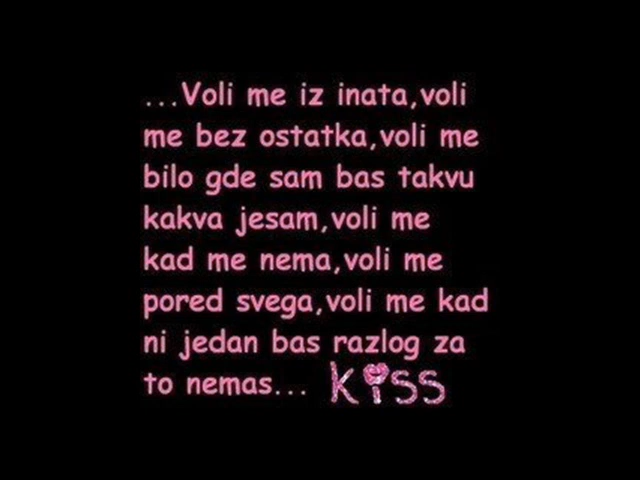 ...Voli me iz inata,voli
me bez ostatka,voli me
bilo gde sam bas takvu
kakva jesam,voli me
kad me nema,voli me
pored svega,voli me kad
ni jedan bas razlog za
to nemas... kiss